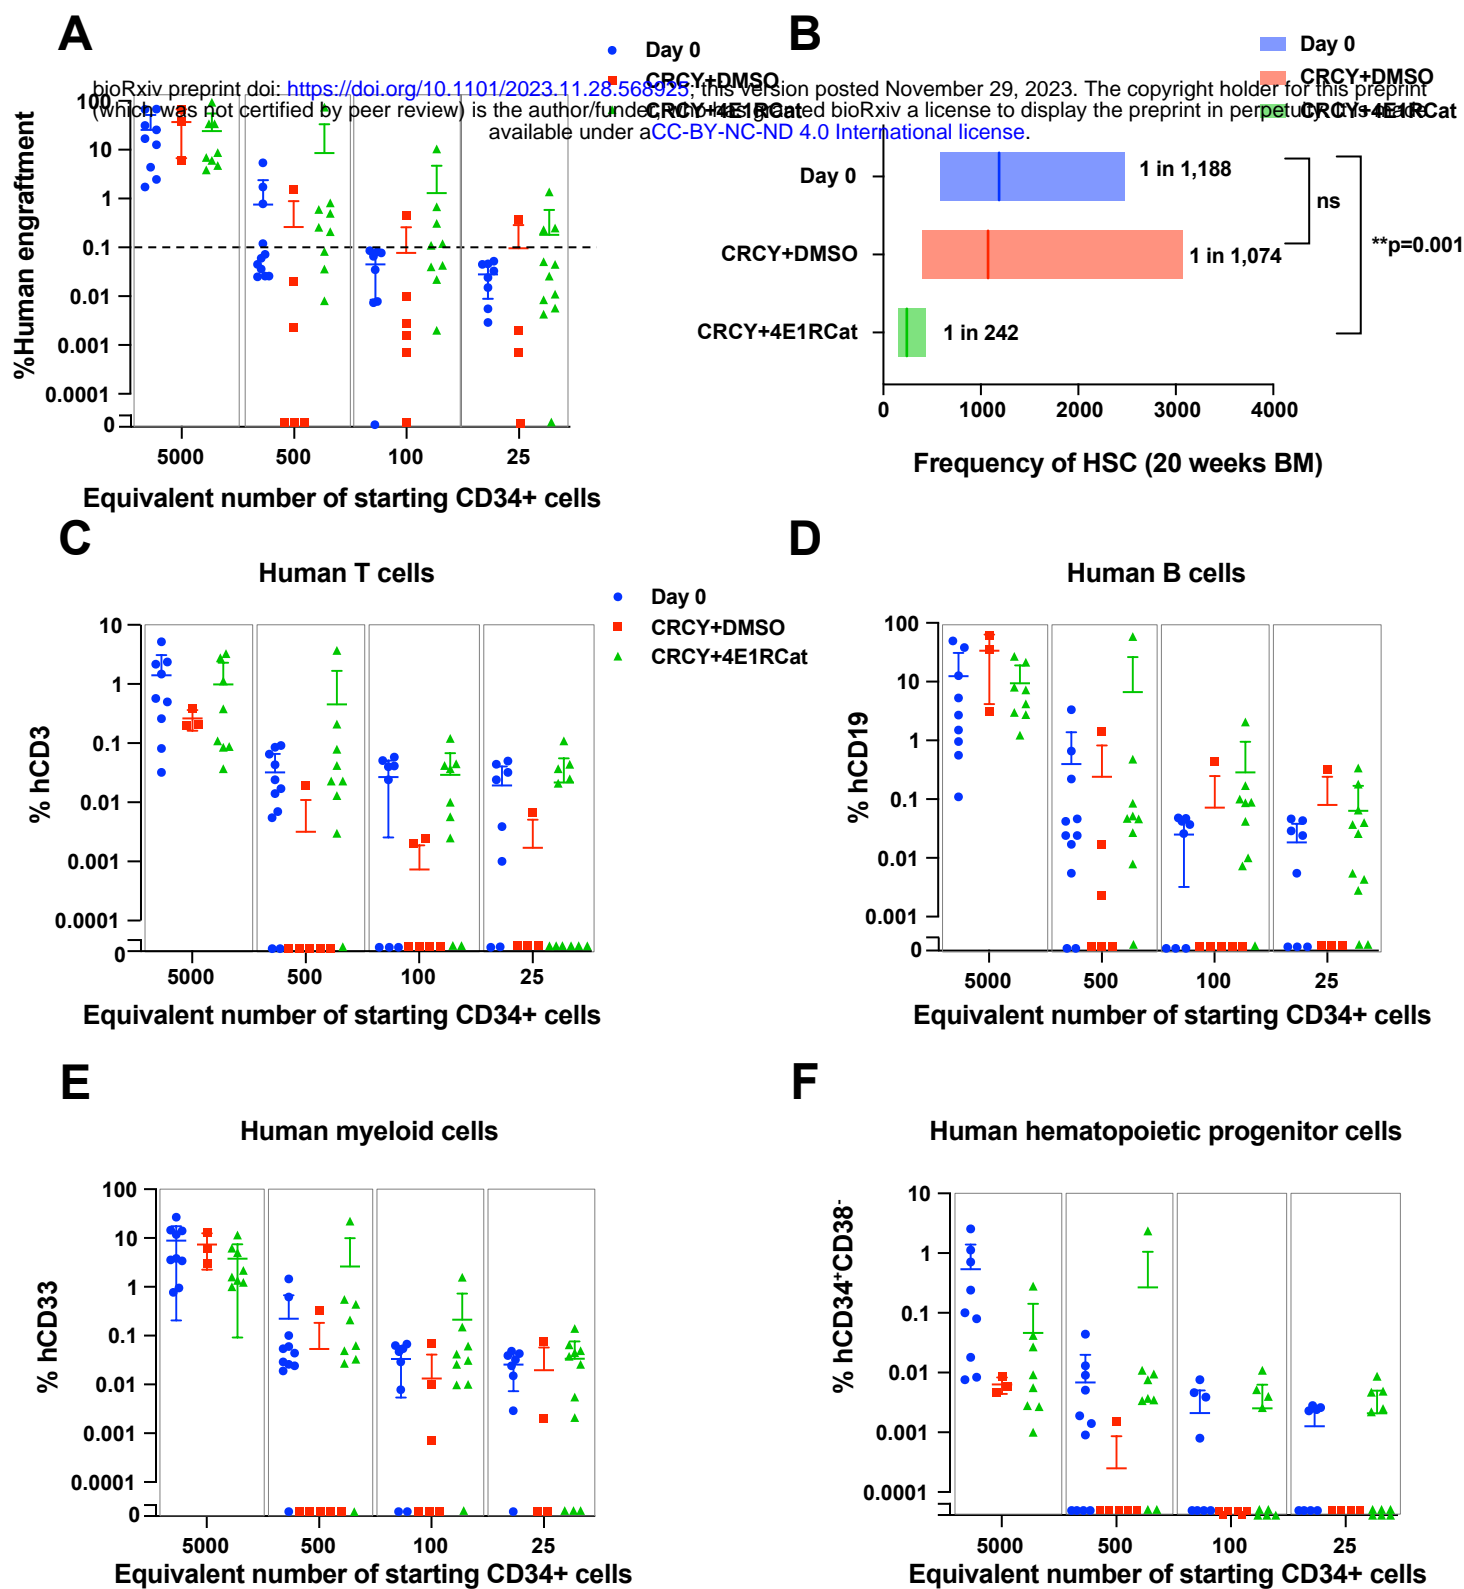 A
Day 0
CRCY+DMSO
CRCY+4E1RCat
B
Day 0
CRCY+DMSO
CRCY+4E1RCat
bioRxiv preprint doi: https://doi.org/10.1101/2023.11.28.568925; this version posted November 29, 2023. The copyright holder for this preprint
(which was not certified by peer review) is the author/funder, who has granted bioRxiv a license to display the preprint in perpetuity. It is made
available under aCC-BY-NC-ND 4.0 International license.
%Human engraftment
100
10
1
0.1
0.01
0.001
0.0001
0
5000 500 100 25
Equivalent number of starting CD34+ cells
Day 0
1 in 1,188
CRCY+DMSO
1 in 1,074
CRCY+4E1RCat
1 in 242
ns
**p=0.001
0 1000 2000 3000 4000
Frequency of HSC (20 weeks BM)
C
Human T cells
Day 0
CRCY+DMSO
CRCY+4E1RCat
% hCD3
10
1
0.1
0.01
0.001
0.0001
0
5000 500 100 25
Equivalent number of starting CD34+ cells
D
Human B cells
% hCD19
100
10
1
0.1
0.01
0.001
0
5000 500 100 25
Equivalent number of starting CD34+ cells
E
Human myeloid cells
% hCD33
100
10
1
0.1
0.01
0.001
0.0001
0
5000 500 100 25
Equivalent number of starting CD34+ cells
F
Human hematopoietic progenitor cells
% hCD34+CD38-
10
1
0.1
0.01
0.001
0.0001
0
5000 500 100 25
Equivalent number of starting CD34+ cells